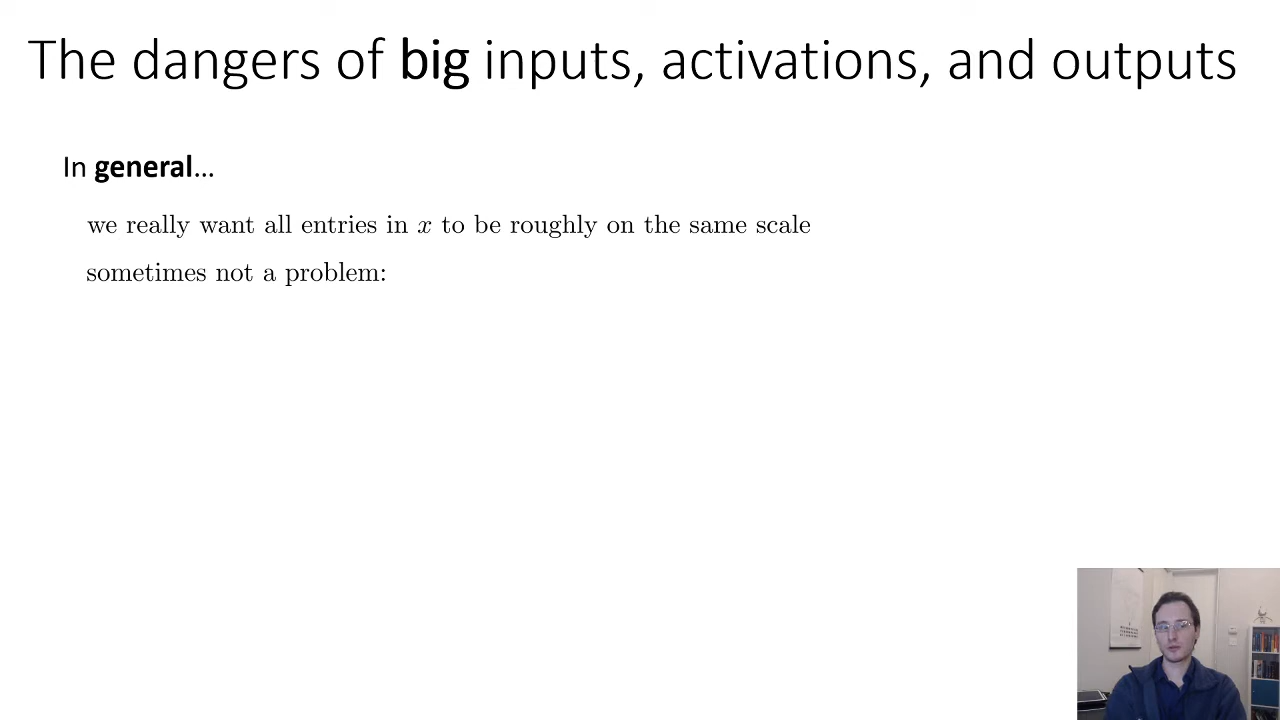 The dangers of big inputs, activations, and outputs
In general...
we really want all entries in x to be roughly on the same scale
sometimes not a problem: